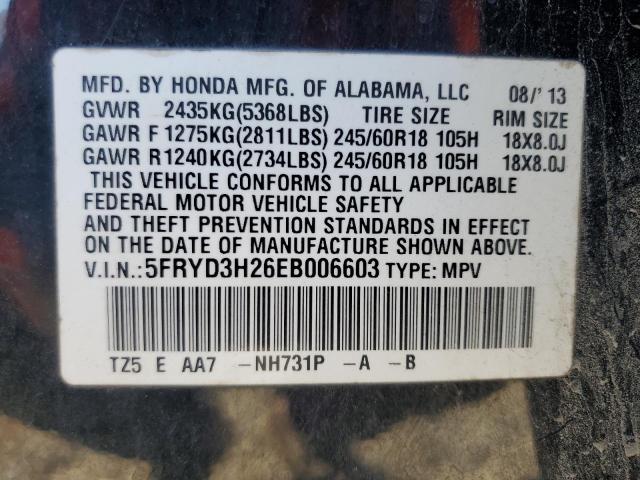 MFD. BY HONDA MFG. OF ALABAMA, LLC 08/'13
GVWR 2435KG(5368LBS) TIRE SIZE RIM SIZE
GAWR F 1275KG(2811LBS) 245/60R18 105H 18X8.0J
GAWR R 1240KG(2734LBS) 245/60R18 105H 18X8.0J
THIS VEHICLE CONFORMS TO ALL APPLICABLE
FEDERAL MOTOR VEHICLE SAFETY
AND THEFT PREVENTION STANDARDS IN EFFECT
ON THE DATE OF MANUFACTURE SHOWN ABOVE.
V.I.N.:5FRYD3H26EB006603 TYPE: MPV
TZ5 E AA7 -NH731P -A -B